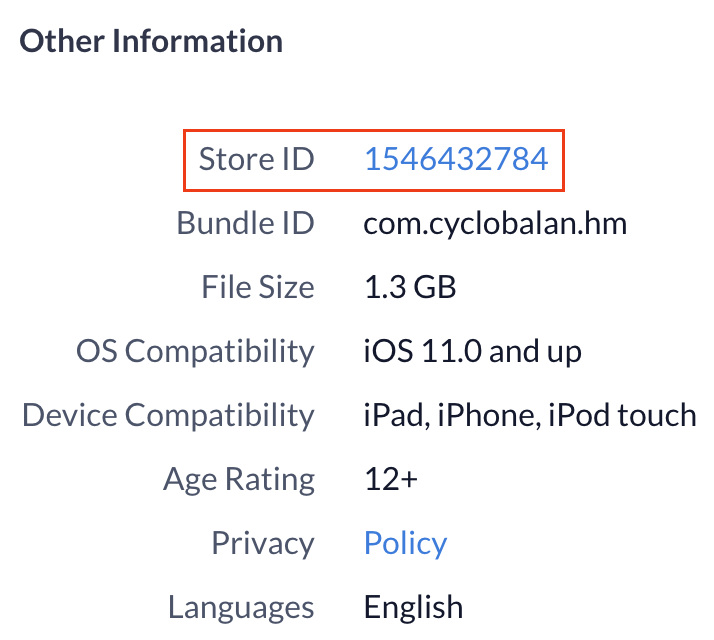 Other Information
Store ID 1546432784
Bundle ID com.cyclobalan.hm
File Size 1.3 GB
OS Compatibility iOS 11.0 and up
Device Compatibility iPad, iPhone, iPod touch
Age Rating 12+
Privacy Policy
Languages English